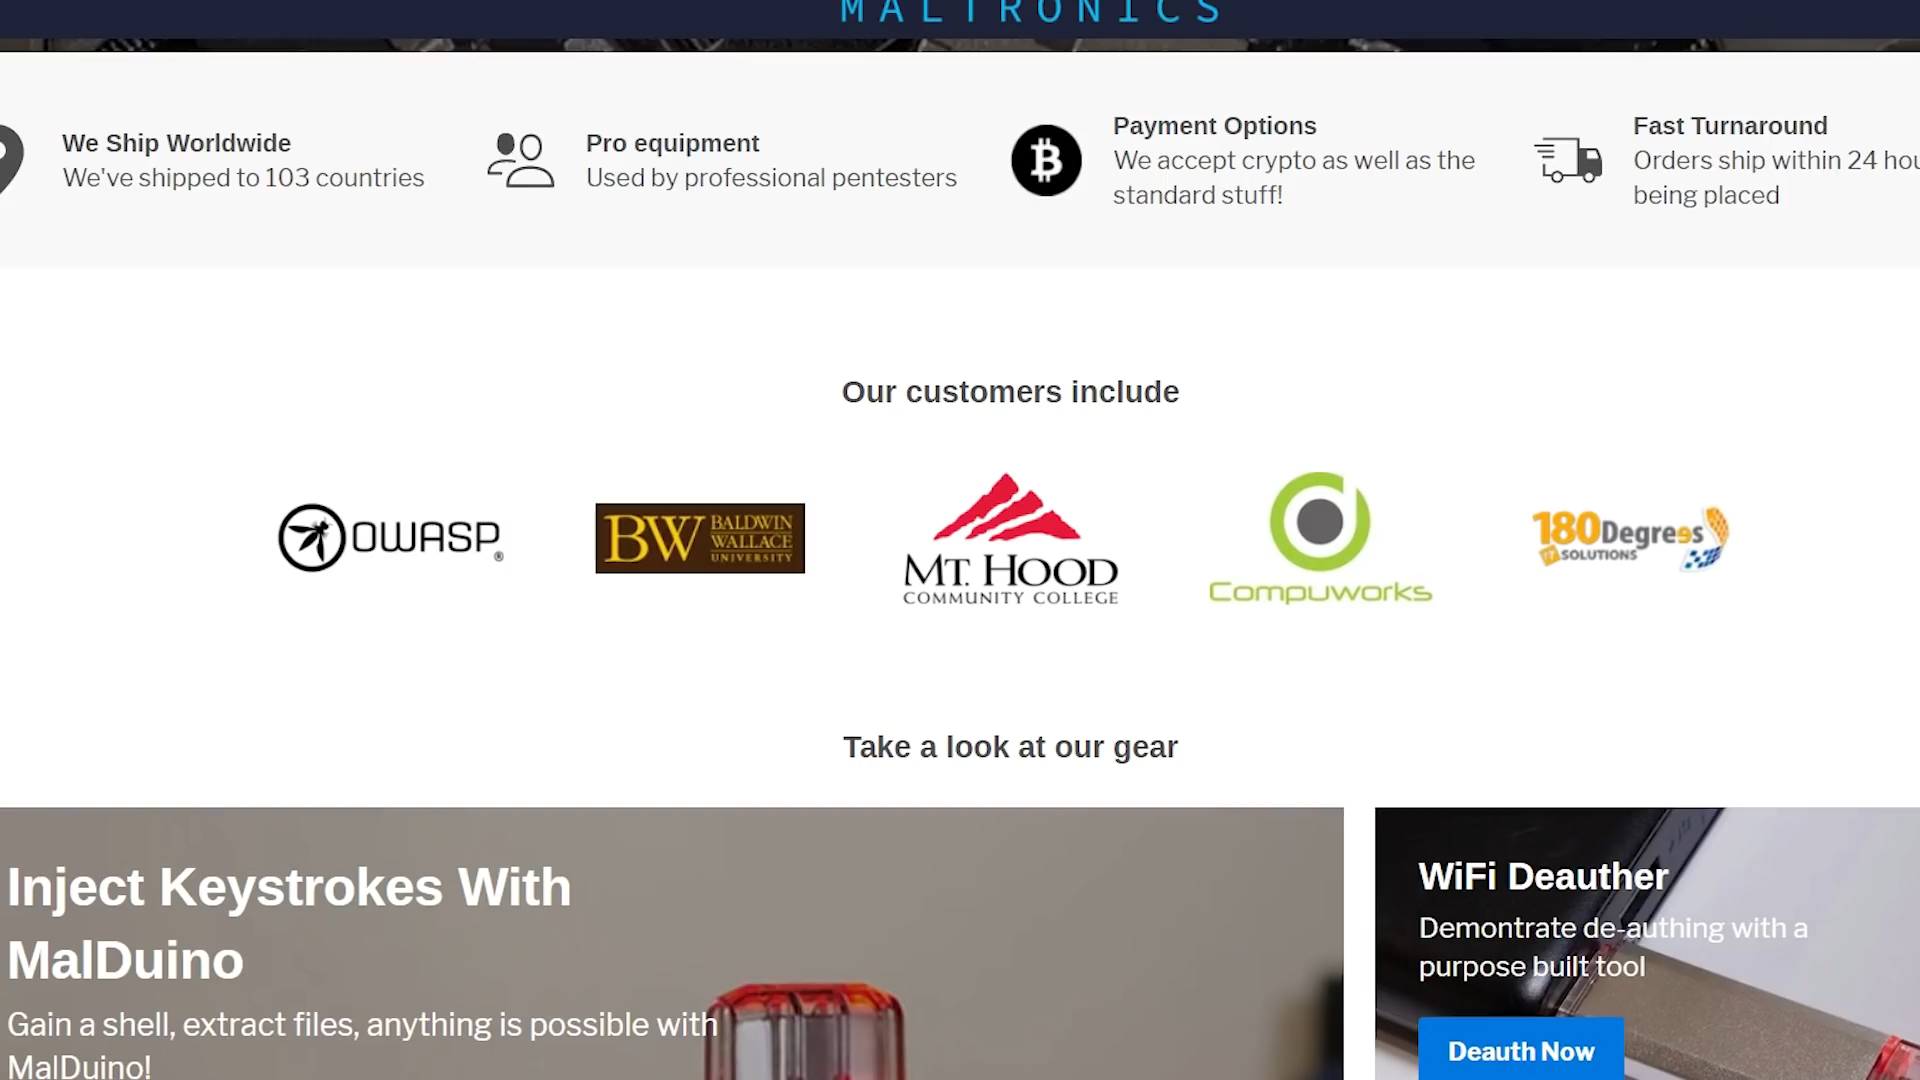 MALTRONICS
We Ship Worldwide
We've shipped to 103 countries
Pro equipment
Used by professional pentesters
Payment Options
We accept crypto as well as the
standard stuff!
Fast Turnaround
Orders ship within 24
being placed
Our customers include
OWASP
BW BALDWIN
WALLACE
UNIVERSITY
MT. HOOD
COMMUNITY COLLEGE
Compuworks
180Degrees
IT SOLUTIONS
Take a look at our gear
Inject Keystrokes With
MalDuino
Gain a shell, extract files, anything is possible with
MalDuino!
WiFi Deauther
Demontrate de-authing with a
purpose built tool
Deauth Now